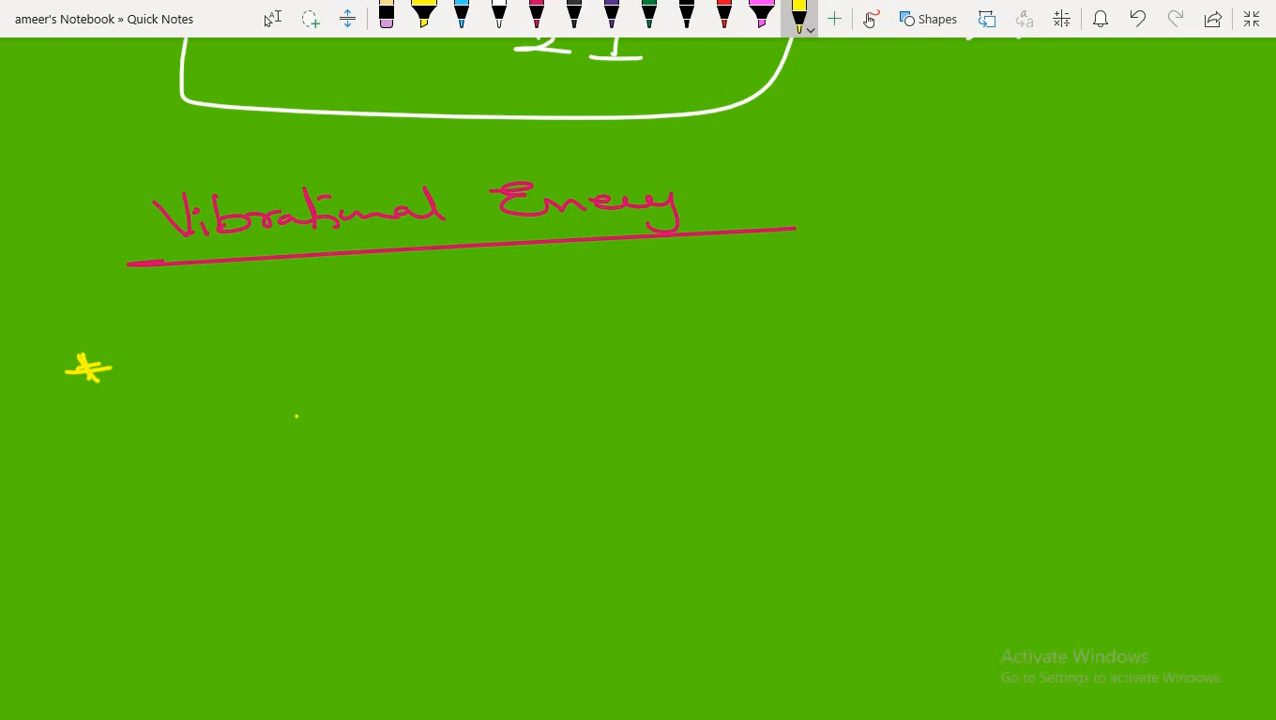 ameer's Notebook » Quick Notes
Shapes
Vibrational Energy
*
Activate Windows
Go to Settings to activate Windows.